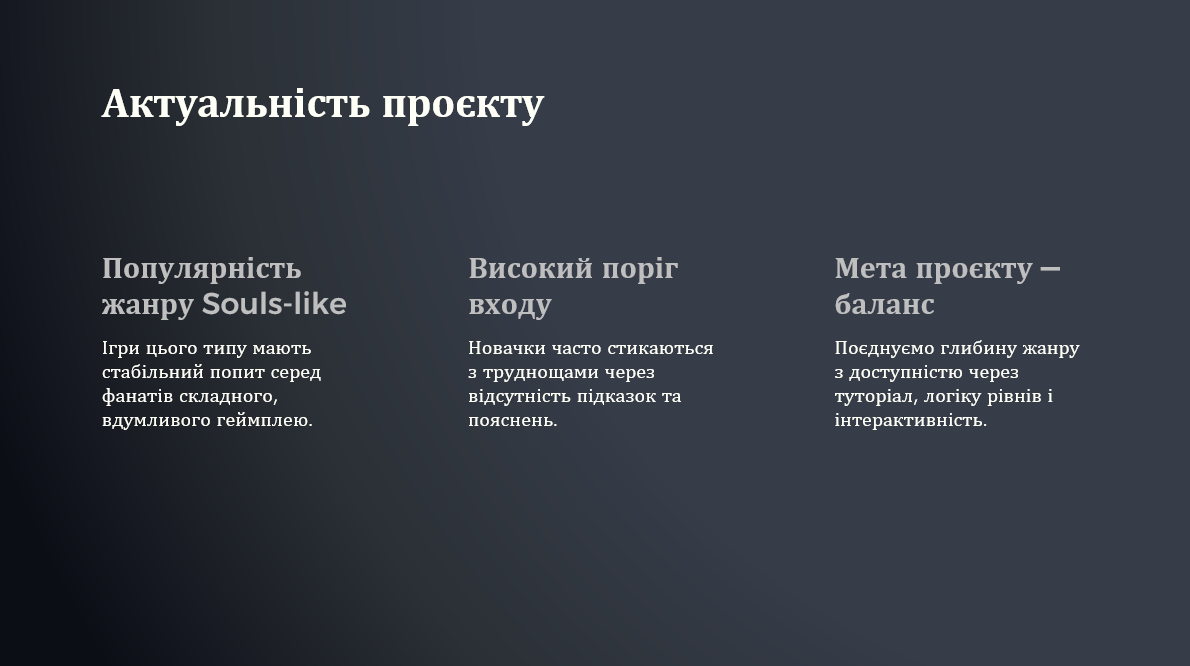 Актуальність проєкту
Популярність
жанру Souls-like
Ігри цього типу мають
стабільний попит серед
фанатів складного,
вдумливого геймплею.
Високий поріг
входу
Новачки часто стикаються
з труднощами через
відсутність підказок та
пояснень.
Мета проєкту —
баланс
Поєднуємо глибину жанру
з доступністю через
туторіал, логіку рівнів і
інтерактивність.